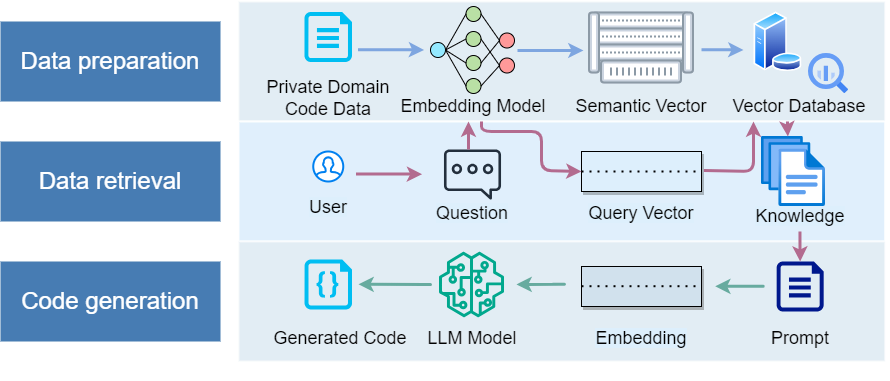 Data preparation
Private Domain
Code Data
Embedding Model
Semantic Vector
Vector Database
Data retrieval
User
Question
Query Vector
Knowledge
Code generation
{}
Generated Code
LLM Model
Embedding
Prompt